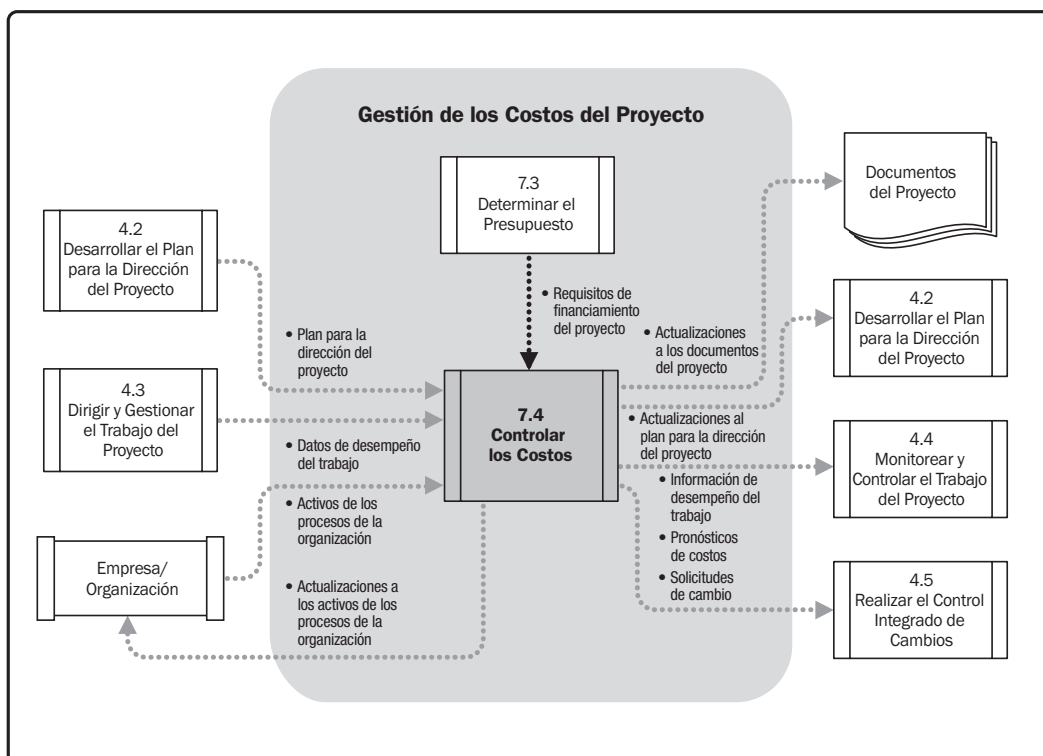 Gestión de los Costos del Proyecto
7.3
Determinar el
Presupuesto
Documentos
del Proyecto
4.2
Desarrollar el Plan
para la Dirección
del Proyecto
4.2
Desarrollar el Plan
para la Dirección
del Proyecto
• Requisitos de
financiamiento
del proyecto
• Plan para la
dirección del
proyecto
• Actualizaciones
a los documentos
del proyecto
4.3
Dirigir y Gestionar
el Trabajo del
Proyecto
7.4
Controlar
los Costos
• Actualizaciones al
plan para la dirección
del proyecto
• Datos de desempeño
del trabajo
4.4
Monitorear y
Controlar el Trabajo
del Proyecto
• Información de
desempeño del
trabajo
• Activos de los
procesos de la
organización
• Pronósticos
de costos
Empresa/
Organización
• Actualizaciones a
los activos de los
procesos de la
organización
• Solicitudes
de cambio
4.5
Realizar el Control
Integrado de
Cambios